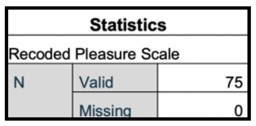 Statistics
Recoded Pleasure Scale
N Valid 75
Missing 0